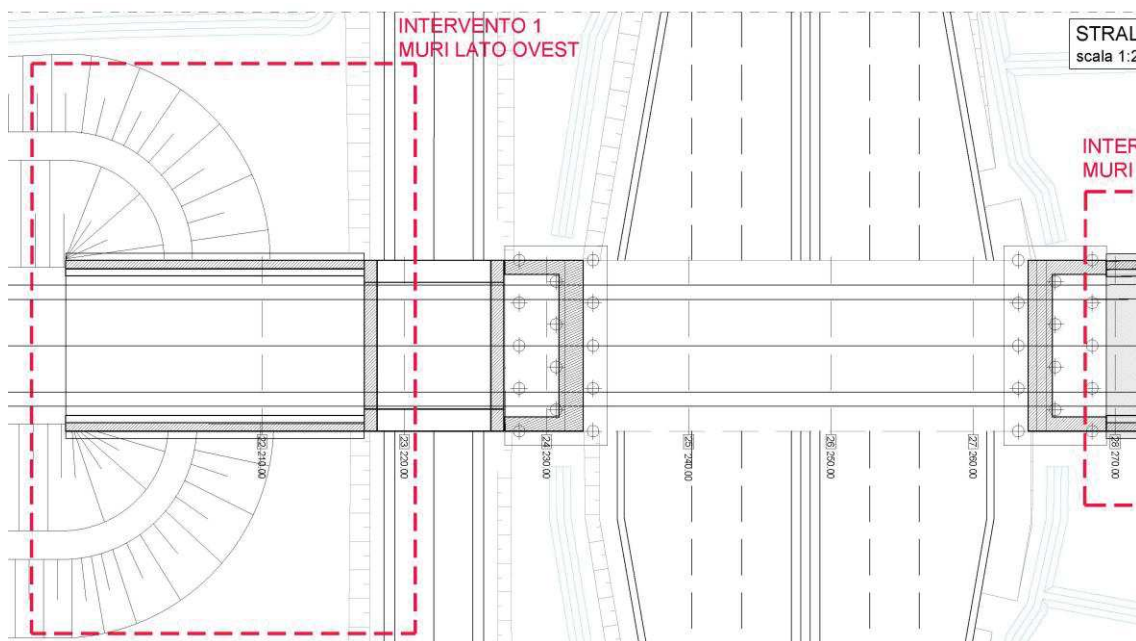 INTERVENTO 1
MURI LATO OVEST
STRAL
scala 1:2
INTER
MURI
22 210.00
23 220.00
24 230.00
25 240.00
26 250.00
27 260.00
28 270.00